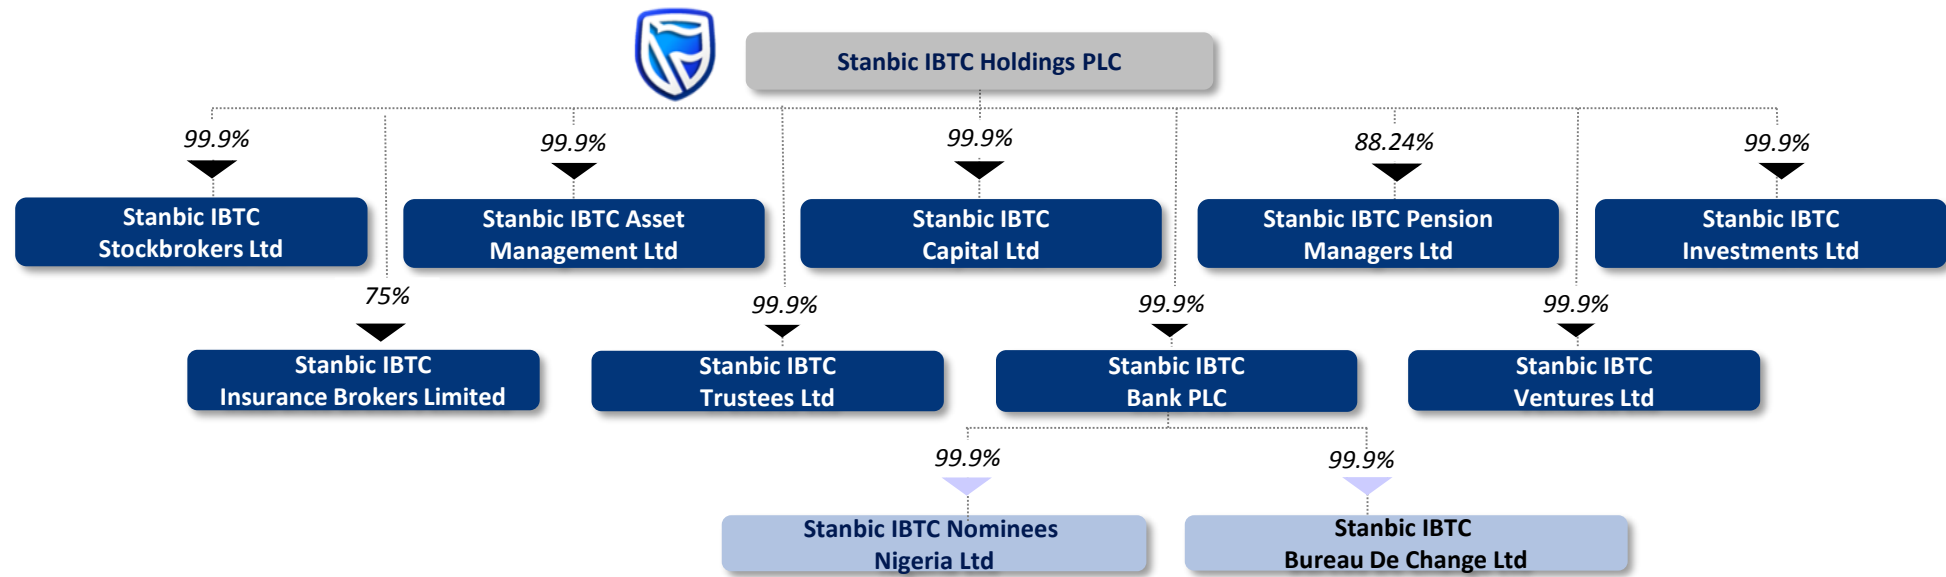 Stanbic IBTC Holdings PLC
99.9%
99.9%
99.9%
88.24%
99.9%
Stanbic IBTC
Stockbrokers Ltd
Stanbic IBTC Asset
Management Ltd
Stanbic IBTC
Capital Ltd
Stanbic IBTC Pension
Managers Ltd
Stanbic IBTC
Investments Ltd
75%
99.9%
99.9%
99.9%
Stanbic IBTC
Insurance Brokers Limited
Stanbic IBTC
Trustees Ltd
Stanbic IBTC
Bank PLC
Stanbic IBTC
Ventures Ltd
99.9%
99.9%
Stanbic IBTC Nominees
Nigeria Ltd
Stanbic IBTC
Bureau De Change Ltd